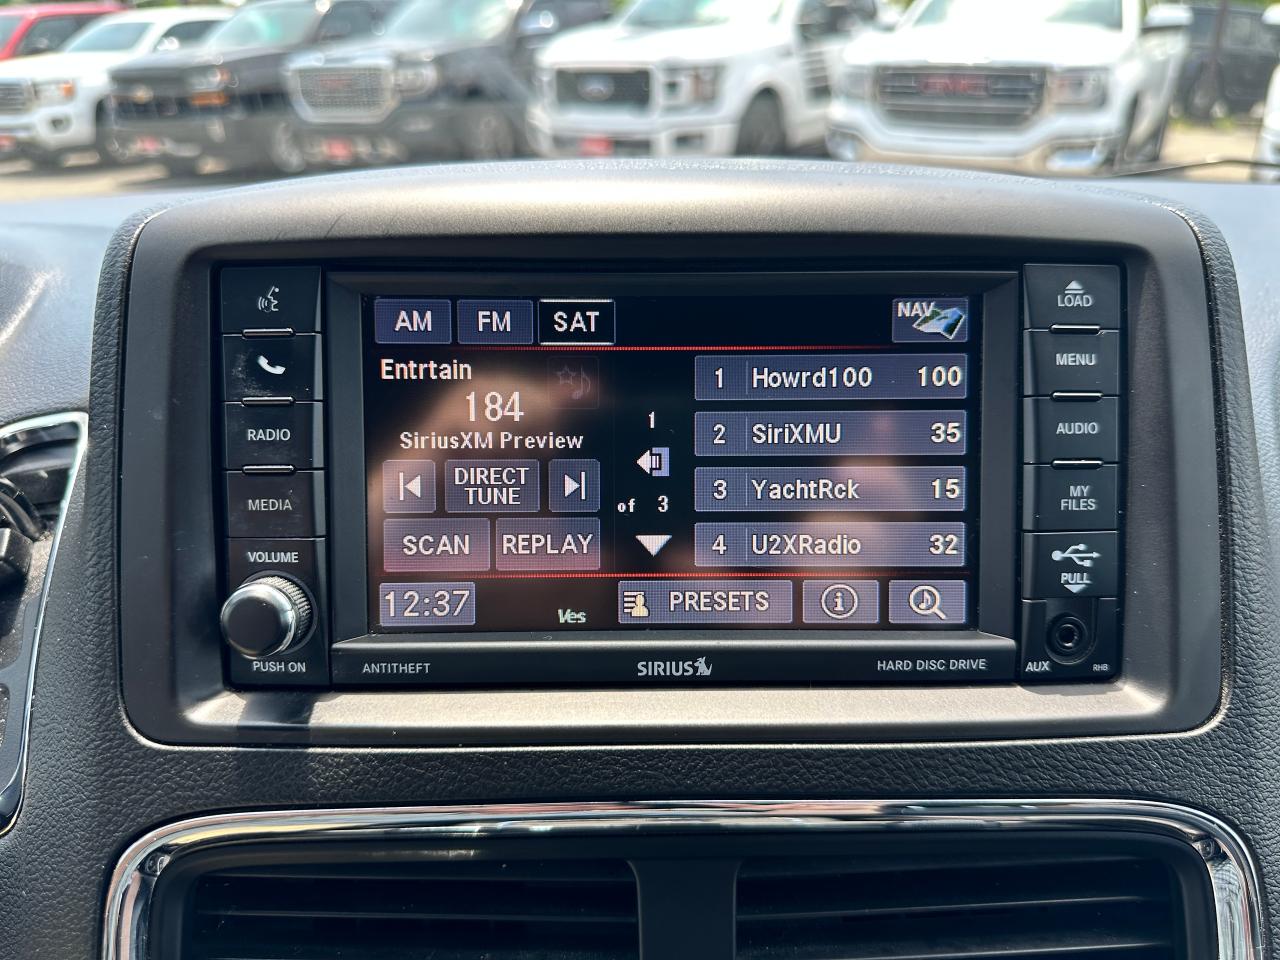 RADIO
MEDIA
VOLUME
PUSH ON
AM FM SAT
NAV
Entrtain
184
SiriusXM Preview
DIRECT
TUNE
SCAN REPLAY
12:37
Ves
1
of 3
1 Howrd100 100
2 SiriXMU 35
3 YachtRck 15
4 U2XRadio 32
PRESETS
i
ANTITHEFT
SIRIUS
HARD DISC DRIVE
LOAD
MENU
AUDIO
MY
FILES
PULL
AUX
RHB